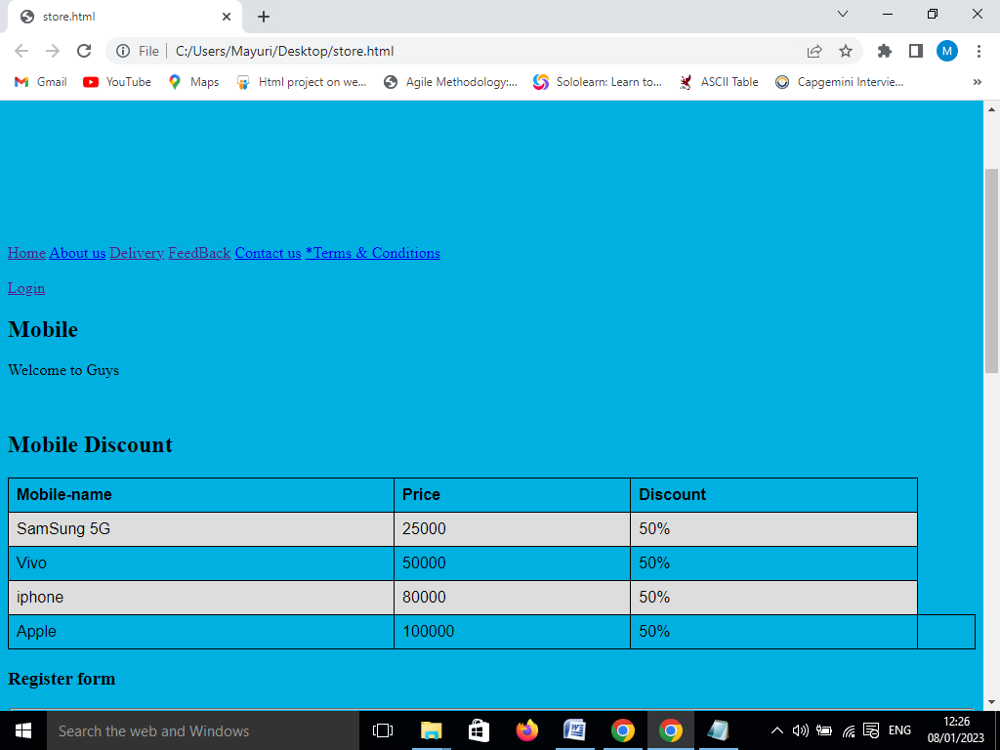 store.html
File C:/Users/Mayuri/Desktop/store.html M
Gmail YouTube Maps Html project on we... Agile Methodology:... Sololearn: Learn to... ASCII Table Capgemini Intervie... »
Home About us Delivery FeedBack Contact us *Terms & Conditions
Login
Mobile
Welcome to Guys
Mobile Discount
Mobile-name Price Discount
SamSung 5G 25000 50%
Vivo 50000 50%
iphone 80000 50%
Apple 100000 50%
Register form
Search the web and Windows ENG 12:26
08/01/2023